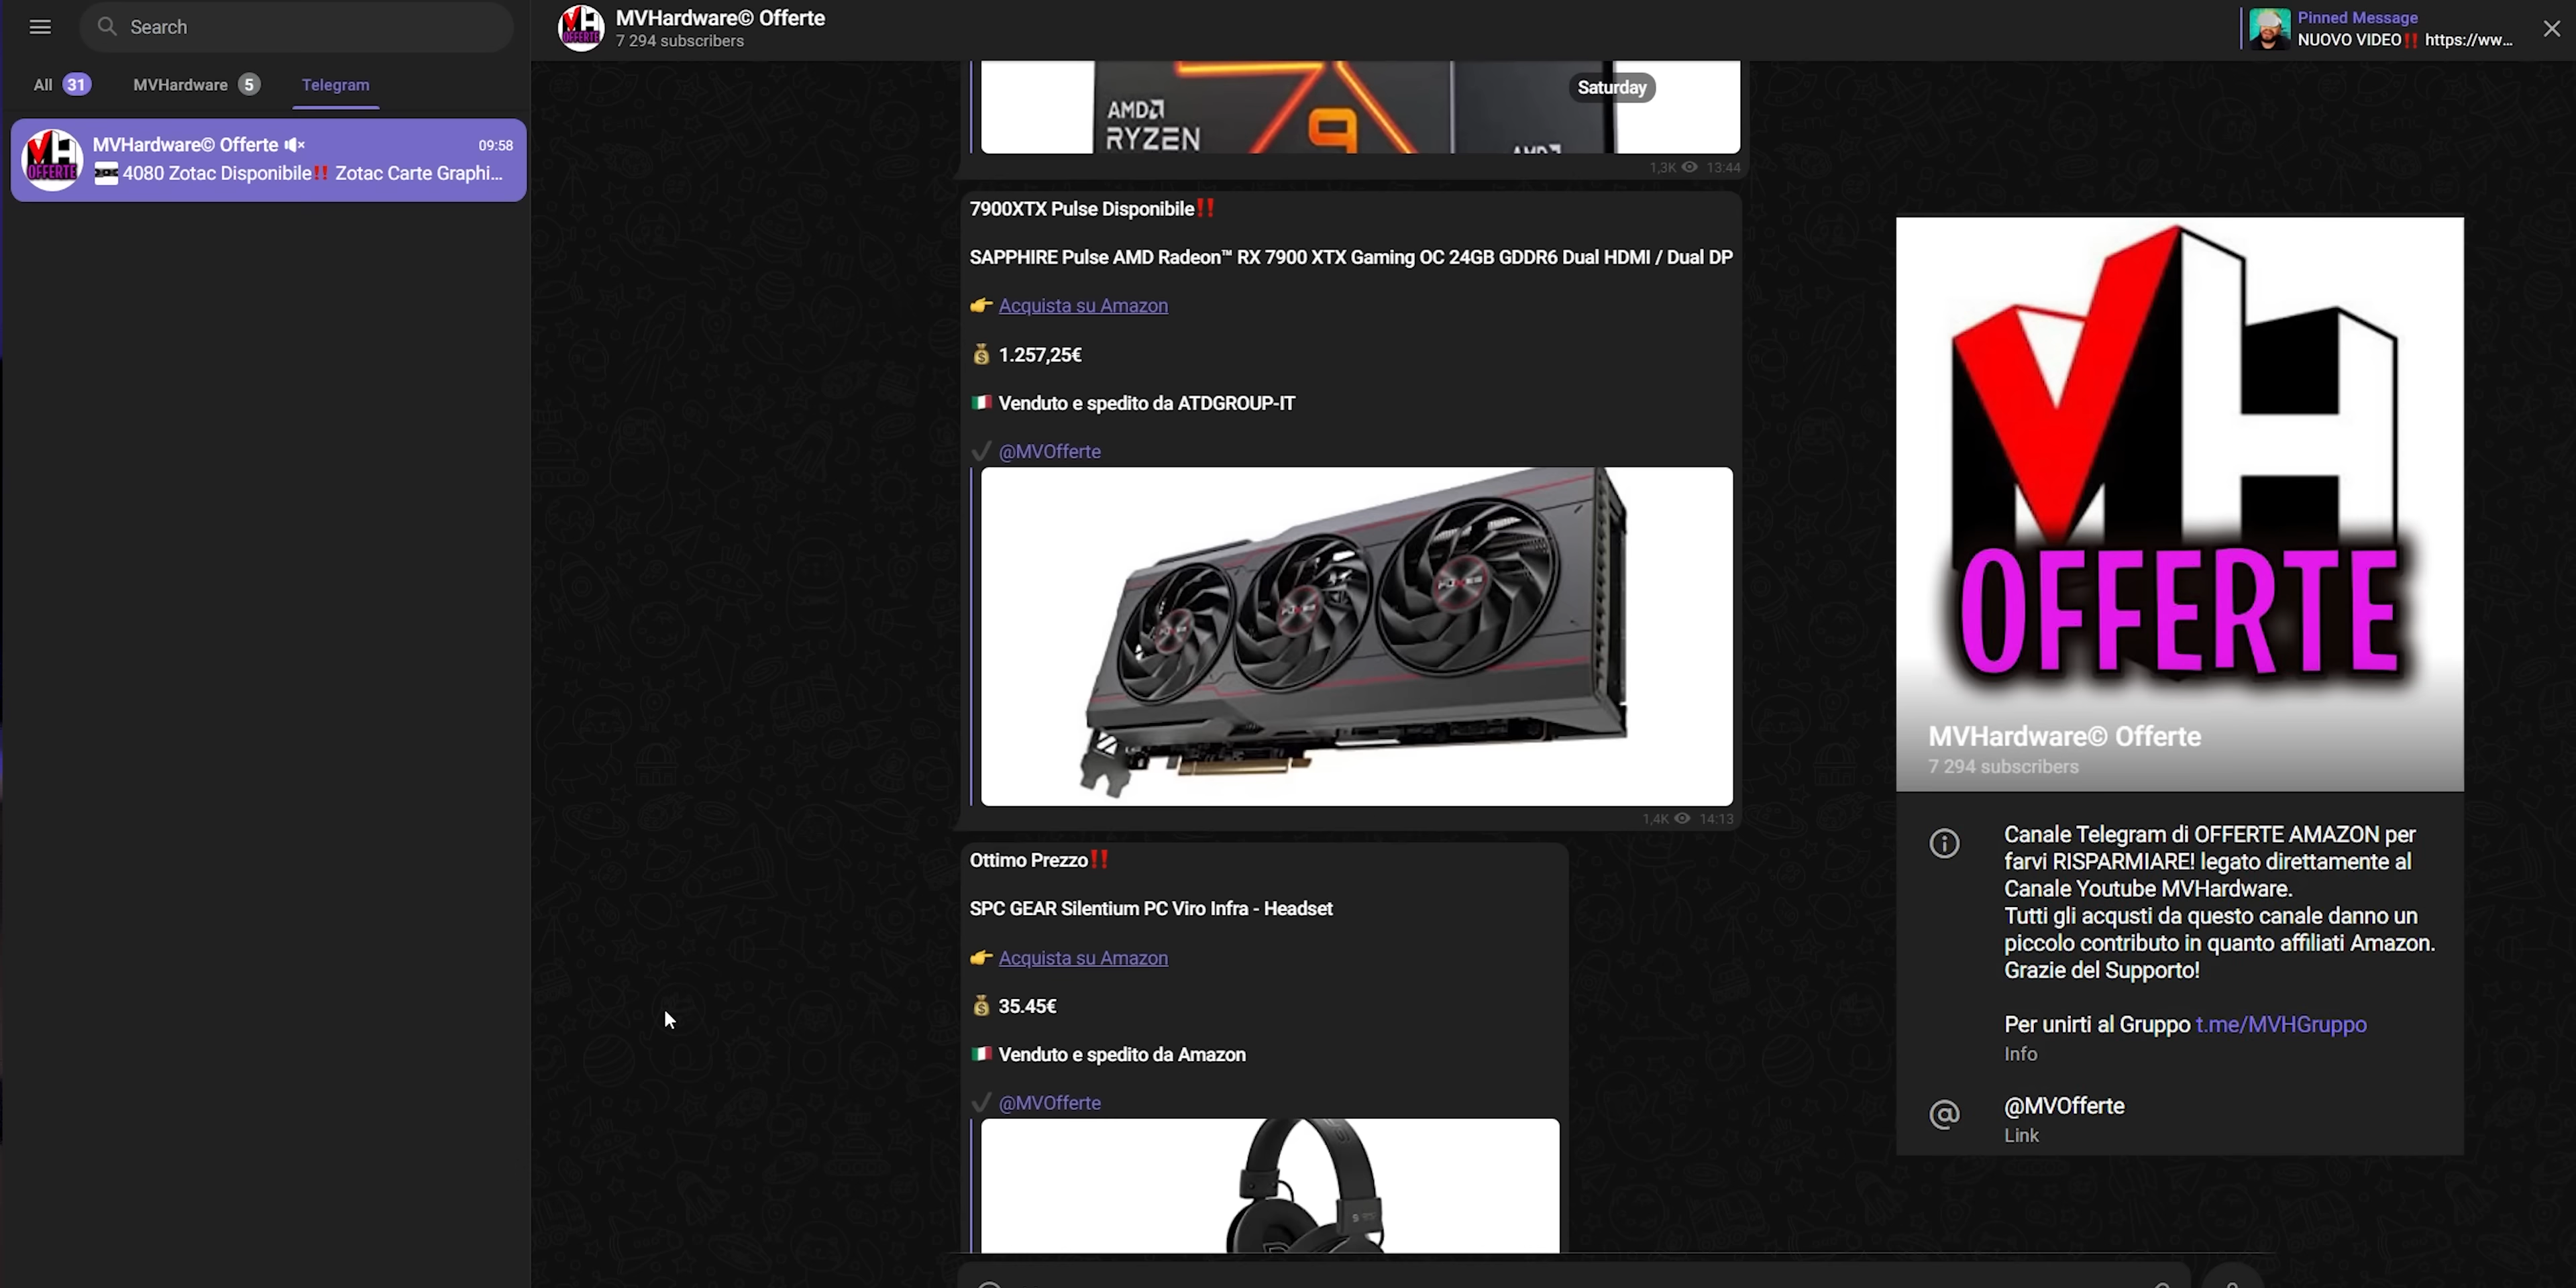 Search
All 31
MVHardware 5
Telegram
MVHardware© Offerte
09:58
4080 Zotac Disponibile‼ Zotac Carte Graphi...
MVHardware© Offerte
7 294 subscribers
Pinned Message
NUOVO VIDEO‼ https://ww...
Saturday
AMD
RYZEN
9
AMD
1,3K 13:44
7900XTX Pulse Disponibile‼
SAPPHIRE Pulse AMD Radeon™ RX 7900 XTX Gaming OC 24GB GDDR6 Dual HDMI / Dual DP
👉 Acquista su Amazon
💰 1.257,25€
🇮🇹 Venduto e spedito da ATDGROUP-IT
✔ @MVOfferte
1,4K 14:13
Ottimo Prezzo‼
SPC GEAR Silentium PC Viro Infra - Headset
👉 Acquista su Amazon
💰 35.45€
🇮🇹 Venduto e spedito da Amazon
✔ @MVOfferte
MH
OFFERTE
MVHardware© Offerte
7 294 subscribers
Canale Telegram di OFFERTE AMAZON per
farvi RISPARMIARE! legato direttamente al
Canale Youtube MVHardware.
Tutti gli acqusti da questo canale danno un
piccolo contributo in quanto affiliati Amazon.
Grazie del Supporto!
Per unirti al Gruppo t.me/MVHGruppo
Info
@MVOfferte
Link